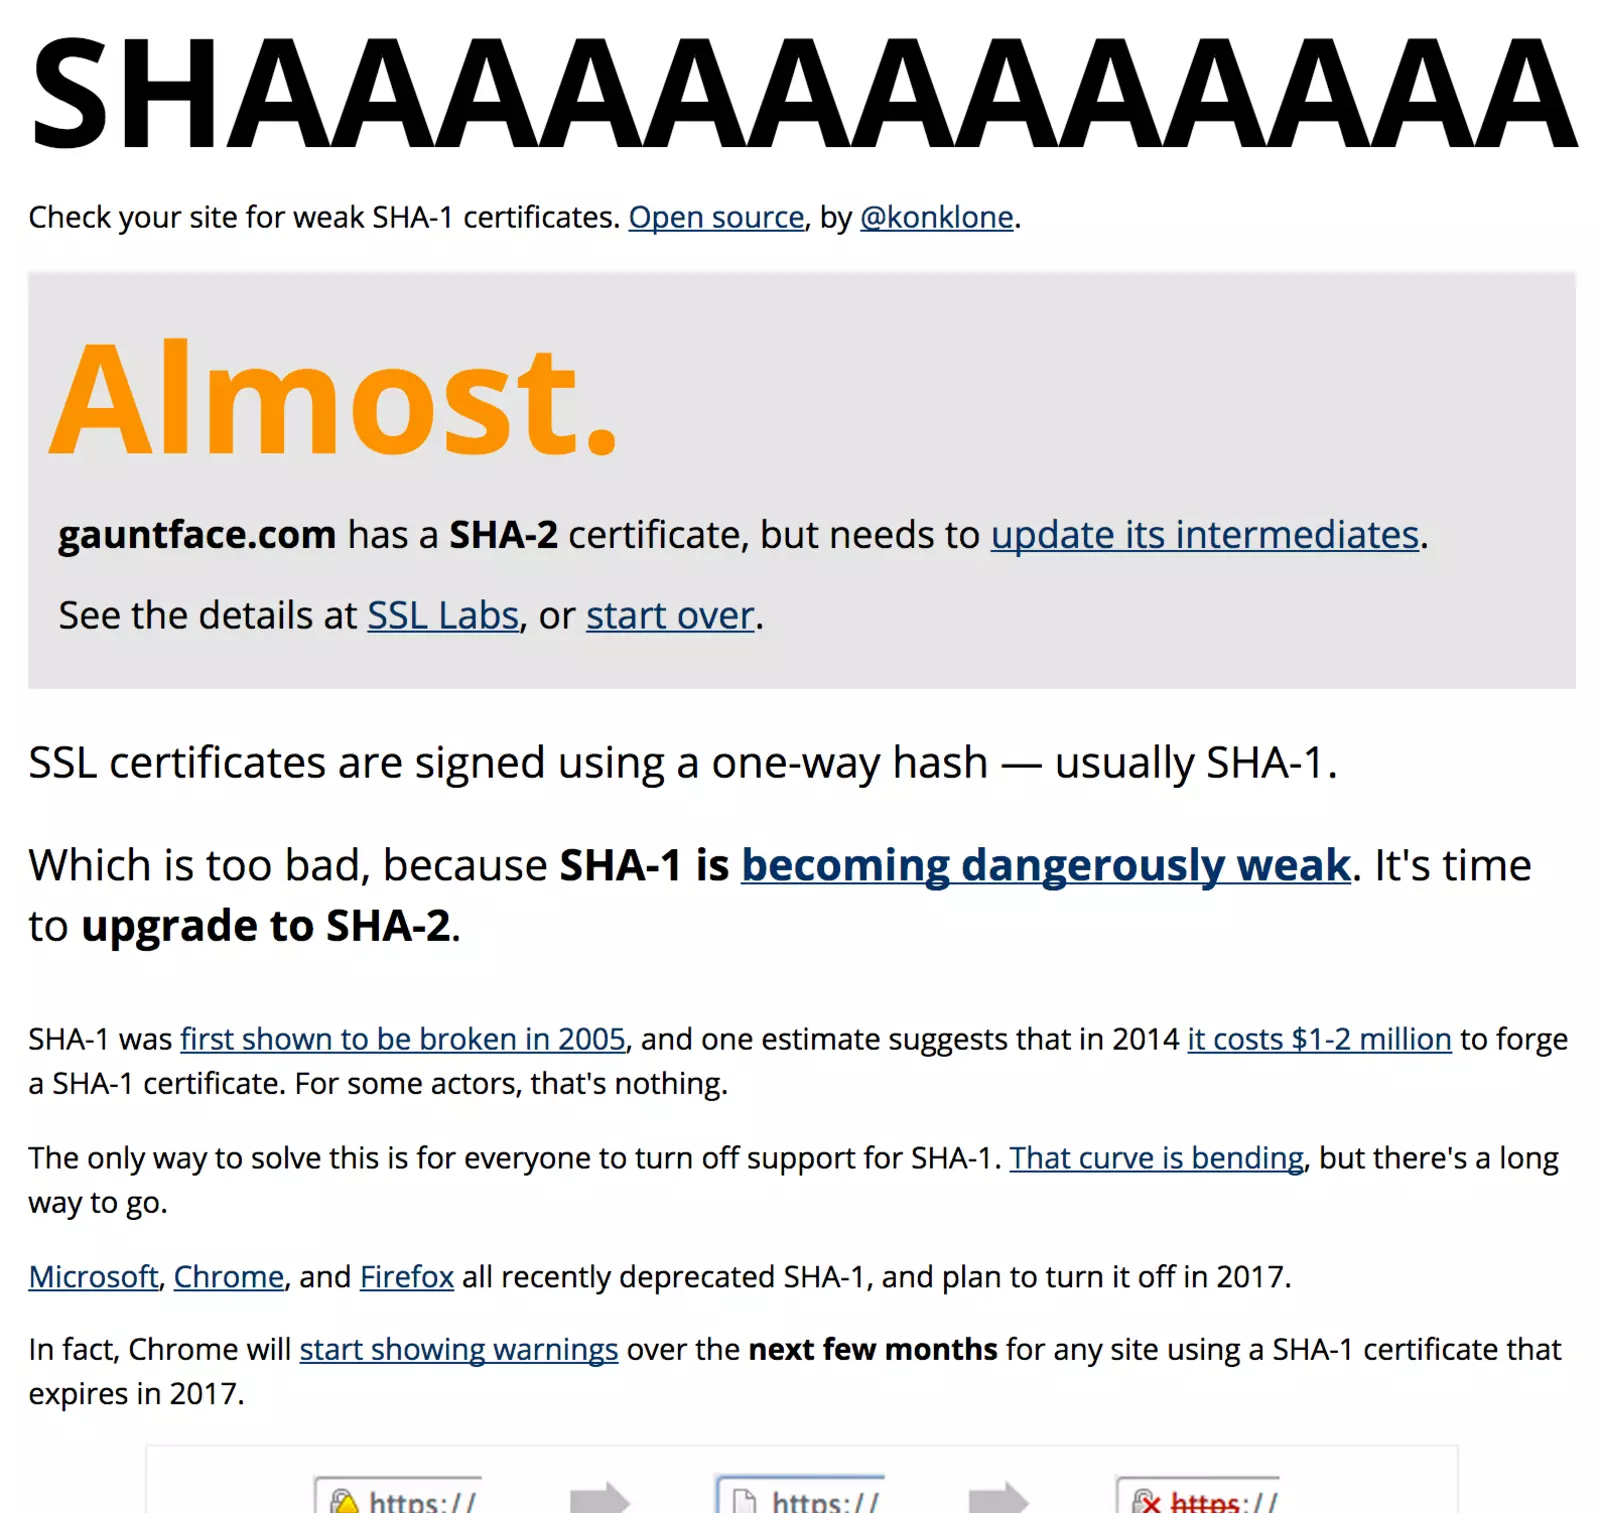 SHAAAAAAAAAAAAA
Check your site for weak SHA-1 certificates. Open source, by @konklone.
Almost.
gauntface.com has a SHA-2 certificate, but needs to update its intermediates.
See the details at SSL Labs, or start over.
SSL certificates are signed using a one-way hash — usually SHA-1.
Which is too bad, because SHA-1 is becoming dangerously weak. It's time
to upgrade to SHA-2.
SHA-1 was first shown to be broken in 2005, and one estimate suggests that in 2014 it costs $1-2 million to forge
a SHA-1 certificate. For some actors, that's nothing.
The only way to solve this is for everyone to turn off support for SHA-1. That curve is bending, but there's a long
way to go.
Microsoft, Chrome, and Firefox all recently deprecated SHA-1, and plan to turn it off in 2017.
In fact, Chrome will start showing warnings over the next few months for any site using a SHA-1 certificate that
expires in 2017.
https:// https:// https://